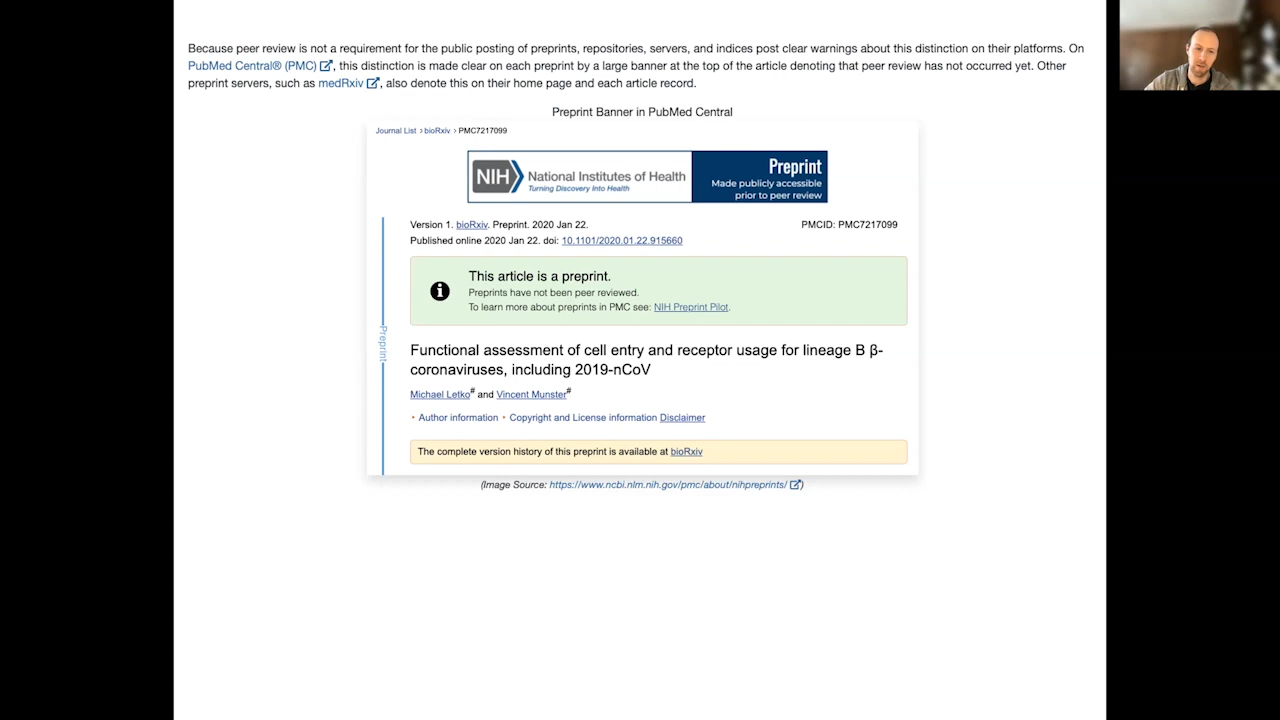 Because peer review is not a requirement for the public posting of preprints, repositories, servers, and indices post clear warnings about this distinction on their platforms. On
PubMed Central® (PMC), this distinction is made clear on each preprint by a large banner at the top of the article denoting that peer review has not occurred yet. Other
preprint servers, such as medRxiv, also denote this on their home page and each article record.
Preprint Banner in PubMed Central
Journal List › bioRxiv › PMC7217099
NIH National Institutes of Health
Turning Discovery Into Health
Preprint
Made publicly accessible
prior to peer review
Version 1. bioRxiv. Preprint. 2020 Jan 22.
PMCID: PMC7217099
Published online 2020 Jan 22. doi: 10.1101/2020.01.22.915660
This article is a preprint.
Preprints have not been peer reviewed.
To learn more about preprints in PMC see: NIH Preprint Pilot.
Preprint
Functional assessment of cell entry and receptor usage for lineage B β-
coronaviruses, including 2019-nCoV
Michael Letko# and Vincent Munster#
• Author information • Copyright and License information Disclaimer
The complete version history of this preprint is available at bioRxiv
(Image Source: https://www.ncbi.nlm.nih.gov/pmc/about/nihpreprints/)